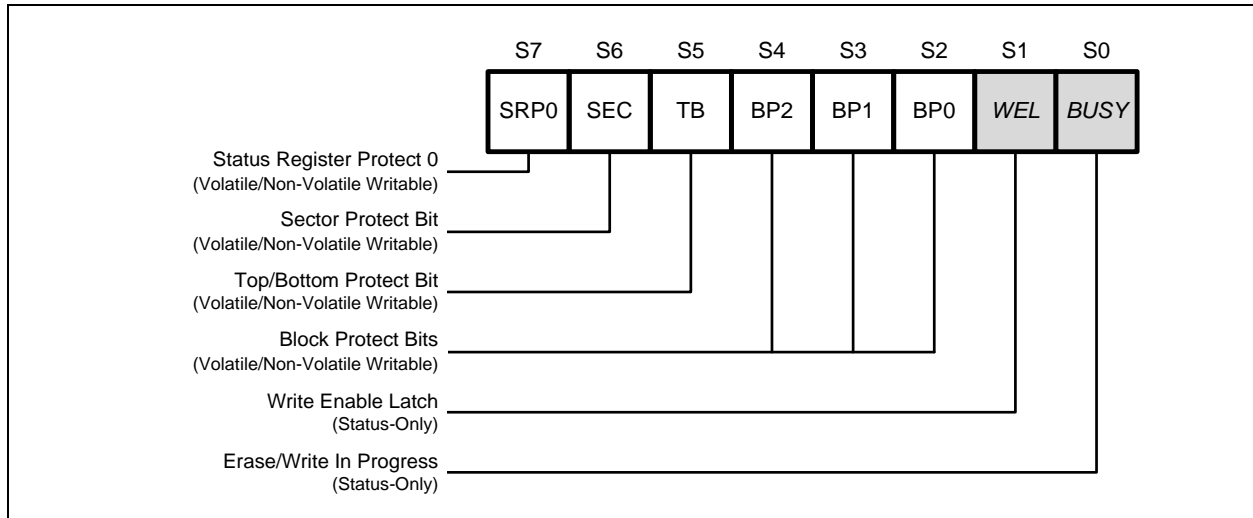 S7 S6 S5 S4 S3 S2 S1 S0
SRP0 SEC TB BP2 BP1 BP0 WEL BUSY
Status Register Protect 0
(Volatile/Non-Volatile Writable)
Sector Protect Bit
(Volatile/Non-Volatile Writable)
Top/Bottom Protect Bit
(Volatile/Non-Volatile Writable)
Block Protect Bits
(Volatile/Non-Volatile Writable)
Write Enable Latch
(Status-Only)
Erase/Write In Progress
(Status-Only)